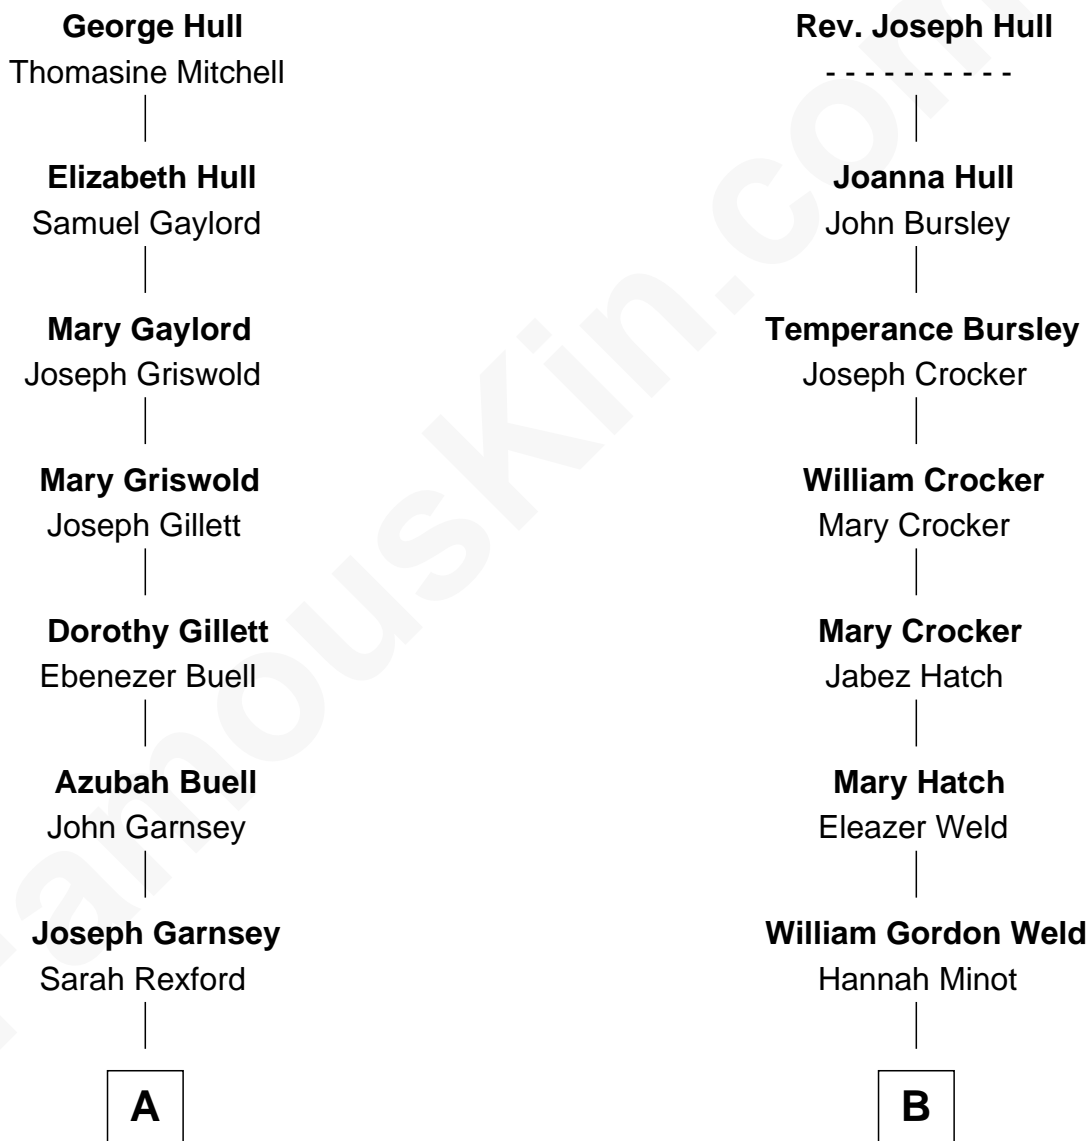 George Hull
Thomasine Mitchell
Elizabeth Hull
Samuel Gaylord
Mary Gaylord
Joseph Griswold
Mary Griswold
Joseph Gillett
Dorothy Gillett
Ebenezer Buell
Azubah Buell
John Garnsey
Joseph Garnsey
Sarah Rexford
A
Rev. Joseph Hull
- - - - - - - - - -
Joanna Hull
John Bursley
Temperance Bursley
Joseph Crocker
William Crocker
Mary Crocker
Mary Crocker
Jabez Hatch
Mary Hatch
Eleazer Weld
William Gordon Weld
Hannah Minot
B
FamousKin.com